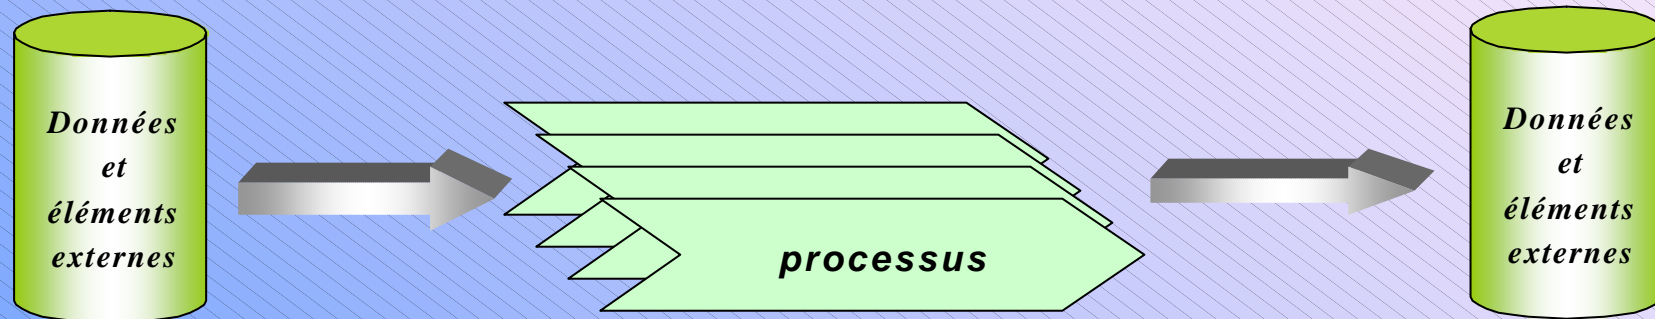 Données
et
éléments
externes
processus
Données
et
éléments
externes